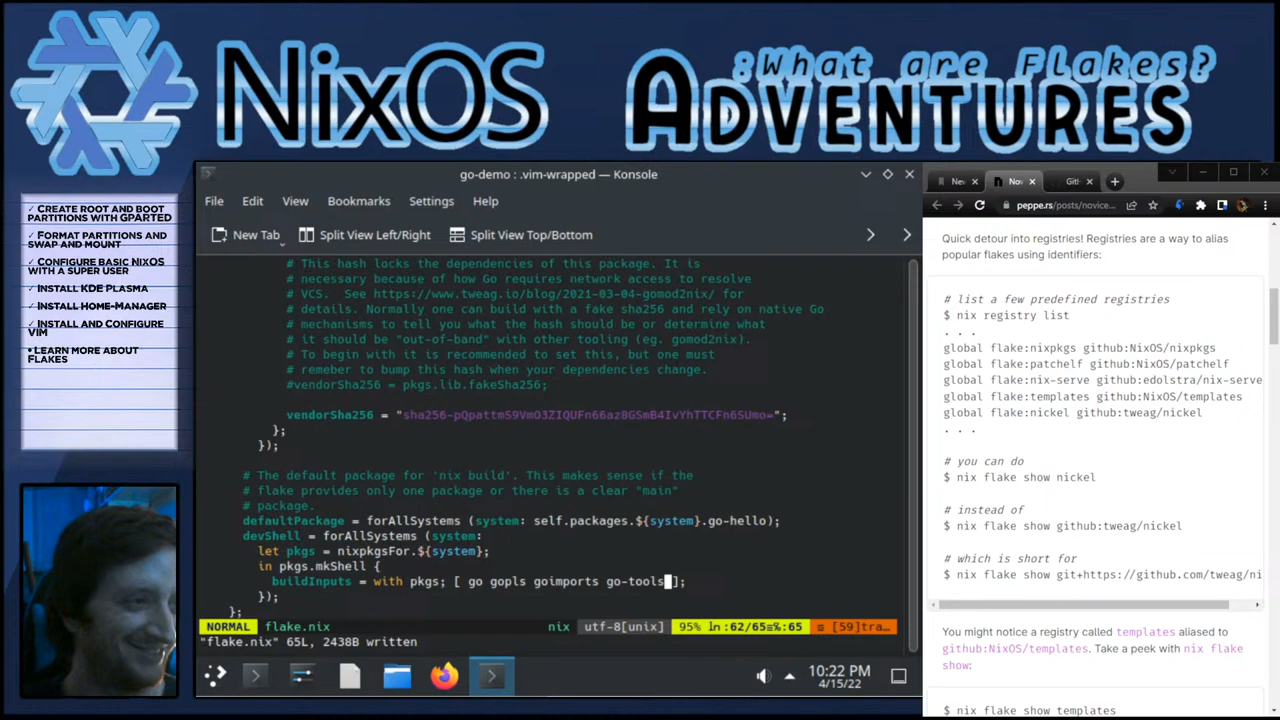 NixOS
:What are Flakes?
ADVENTURES
✓ CREATE ROOT AND BOOT
PARTITIONS WITH GPARTED
✓ FORMAT PARTITIONS AND
SWAP AND MOUNT
✓ CONFIGURE BASIC NIXOS
WITH A SUPER USER
✓ INSTALL KDE PLASMA
✓ INSTALL HOME-MANAGER
✓ INSTALL AND CONFIGURE
VIM
• LEARN MORE ABOUT
FLAKES
go-demo : .vim-wrapped — Konsole
File Edit View Bookmarks Settings Help
New Tab Split View Left/Right Split View Top/Bottom
# This hash locks the dependencies of this package. It is
# necessary because of how Go requires network access to resolve
# VCS.  See https://www.tweag.io/blog/2021-03-04-gomod2nix/ for
# details. Normally one can build with a fake sha256 and rely on native Go
# mechanisms to tell you what the hash should be or determine what
# it should be "out-of-band" with other tooling (eg. gomod2nix).
# To begin with it is recommended to set this, but one must
# remeber to bump this hash when your dependencies change.
#vendorSha256 = pkgs.lib.fakeSha256;
vendorSha256 = "sha256-pQpattmS9VmO3ZIQUFn66az8GSmB4IvYhTTCFn6SUmo=";
};
});
# The default package for 'nix build'. This makes sense if the
# flake provides only one package or there is a clear "main"
# package.
defaultPackage = forAllSystems (system: self.packages.${system}.go-hello);
devShell = forAllSystems (system:
let pkgs = nixpkgsFor.${system};
in pkgs.mkShell {
buildInputs = with pkgs; [ go gopls goimports go-tools ];
});
};
NORMAL flake.nix nix utf-8[unix] 95% ln:62/65≡%:65 ☲ [59]tra…
"flake.nix" 65L, 2438B written
10:22 PM
4/15/22
New Nov GitH
peppe.rs/posts/novice...
Quick detour into registries! Registries are a way to alias
popular flakes using identifiers:
# list a few predefined registries
$ nix registry list
. . .
global flake:nixpkgs github:NixOS/nixpkgs
global flake:patchelf github:NixOS/patchelf
global flake:nix-serve github:edolstra/nix-serve
global flake:templates github:NixOS/templates
global flake:nickel github:tweag/nickel
. . .
# you can do
$ nix flake show nickel
# instead of
$ nix flake show github:tweag/nickel
# which is short for
$ nix flake show git+https://github.com/tweag/ni
You might notice a registry called templates aliased to
github:NixOS/templates. Take a peek with nix flake
show:
$ nix flake show templates